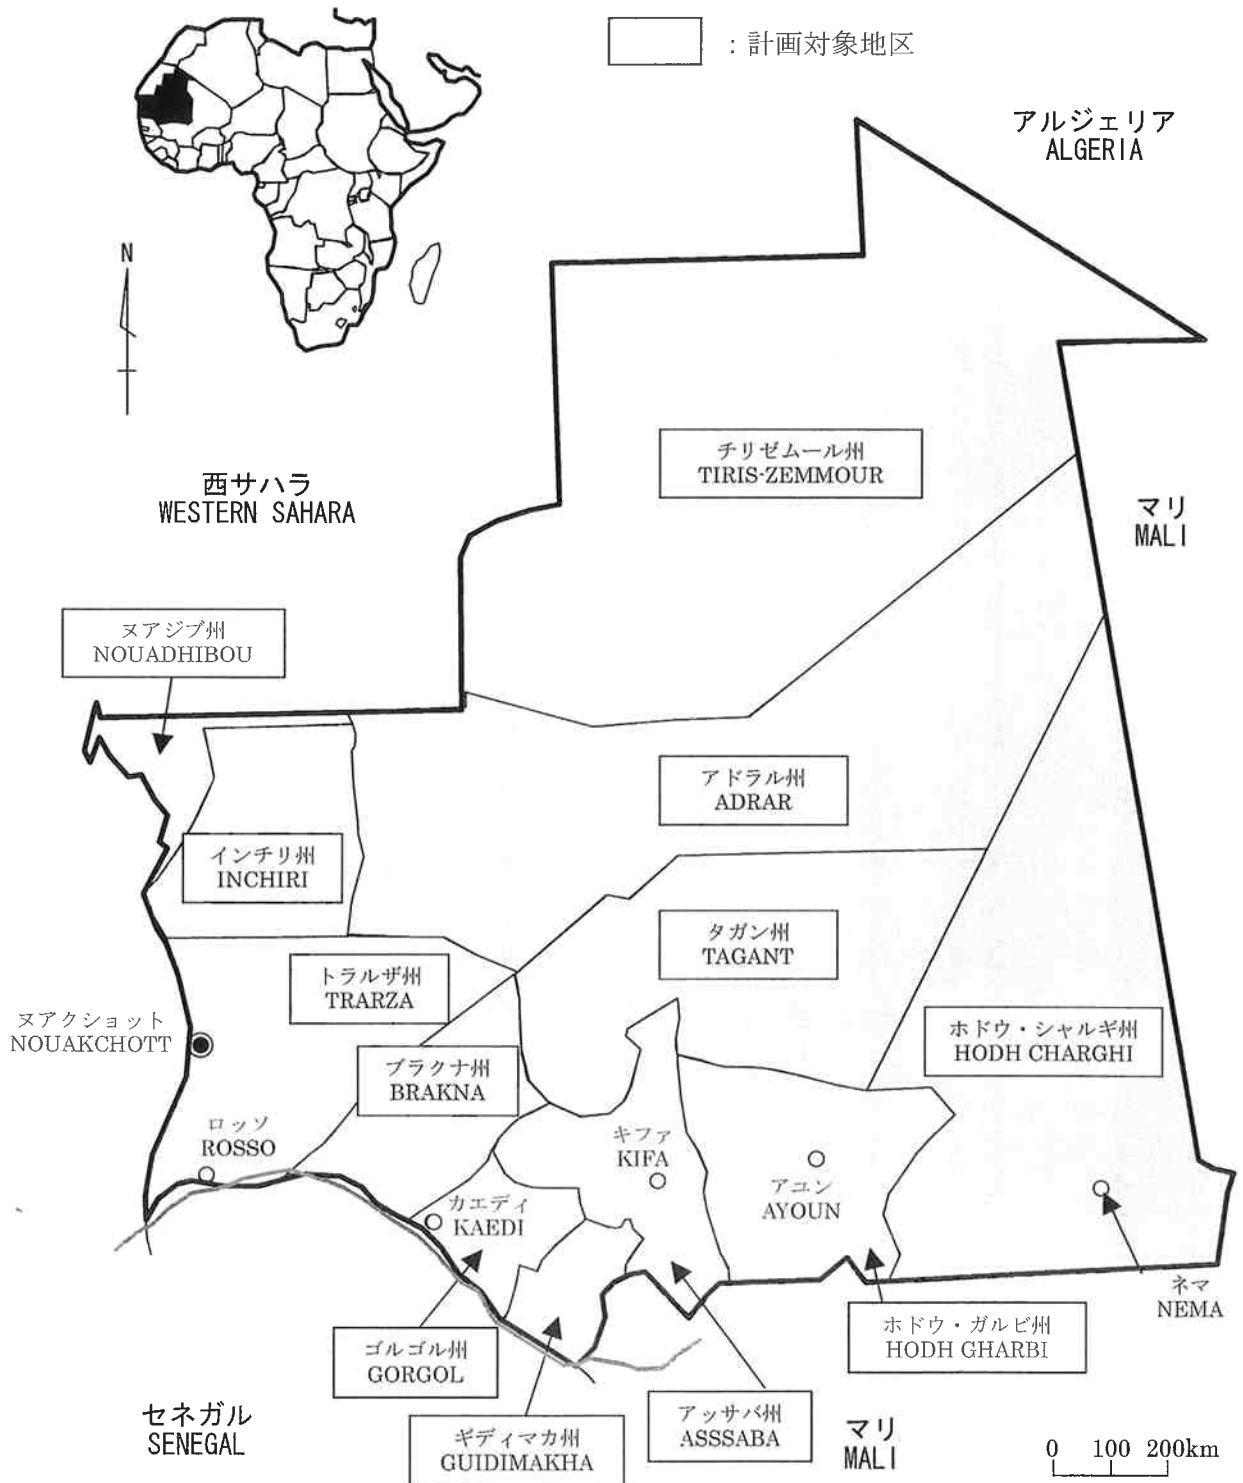 ：計画対象地区
アルジェリア
ALGERIA
N
チリゼムール州
TIRIS-ZEMMOUR
西サハラ
WESTERN SAHARA
マリ
MALI
ヌアジブ州
NOUADHIBOU
アドラル州
ADRAR
インチリ州
INCHIRI
タガン州
TAGANT
トラルザ州
TRARZA
ヌアクショット
NOUAKCHOTT
ホドウ・シャルギ州
HODH CHARGHI
ブラクナ州
BRAKNA
ロッソ
ROSSO
キファ
KIFA
アユン
AYOUN
カエディ
KAEDI
ネマ
NEMA
ゴルゴル州
GORGOL
ホドウ・ガルビ州
HODH GHARBI
セネガル
SENEGAL
ギディマカ州
GUIDIMAKHA
アッサバ州
ASSSABA
マリ
MALI
0 100 200km